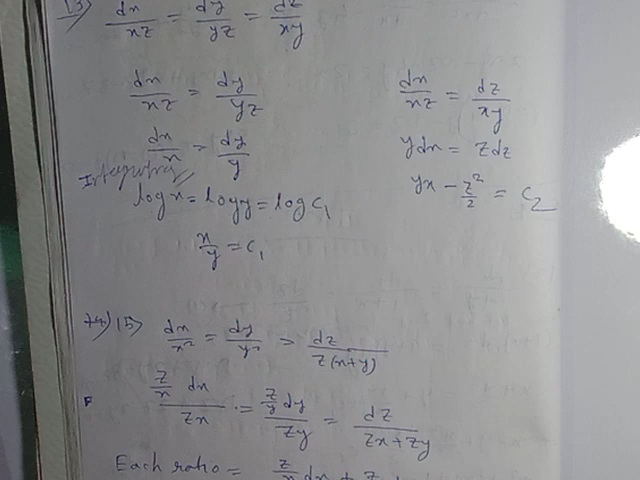 13) dx/xz = dy/yz = dz/xy
dx/xz = dy/yz
dx/x = dy/y
Integrating
log x = log y = log c₁
x/y = c₁
dx/xz = dz/xy
ydx = zdz
yx - z²/2 = c₂
15) dx/x² = dy/y² = dz/z(x+y)
z/x dx/zx = z/y dy/zy = dz/zx+zy
Each ratio = z/x dx + z